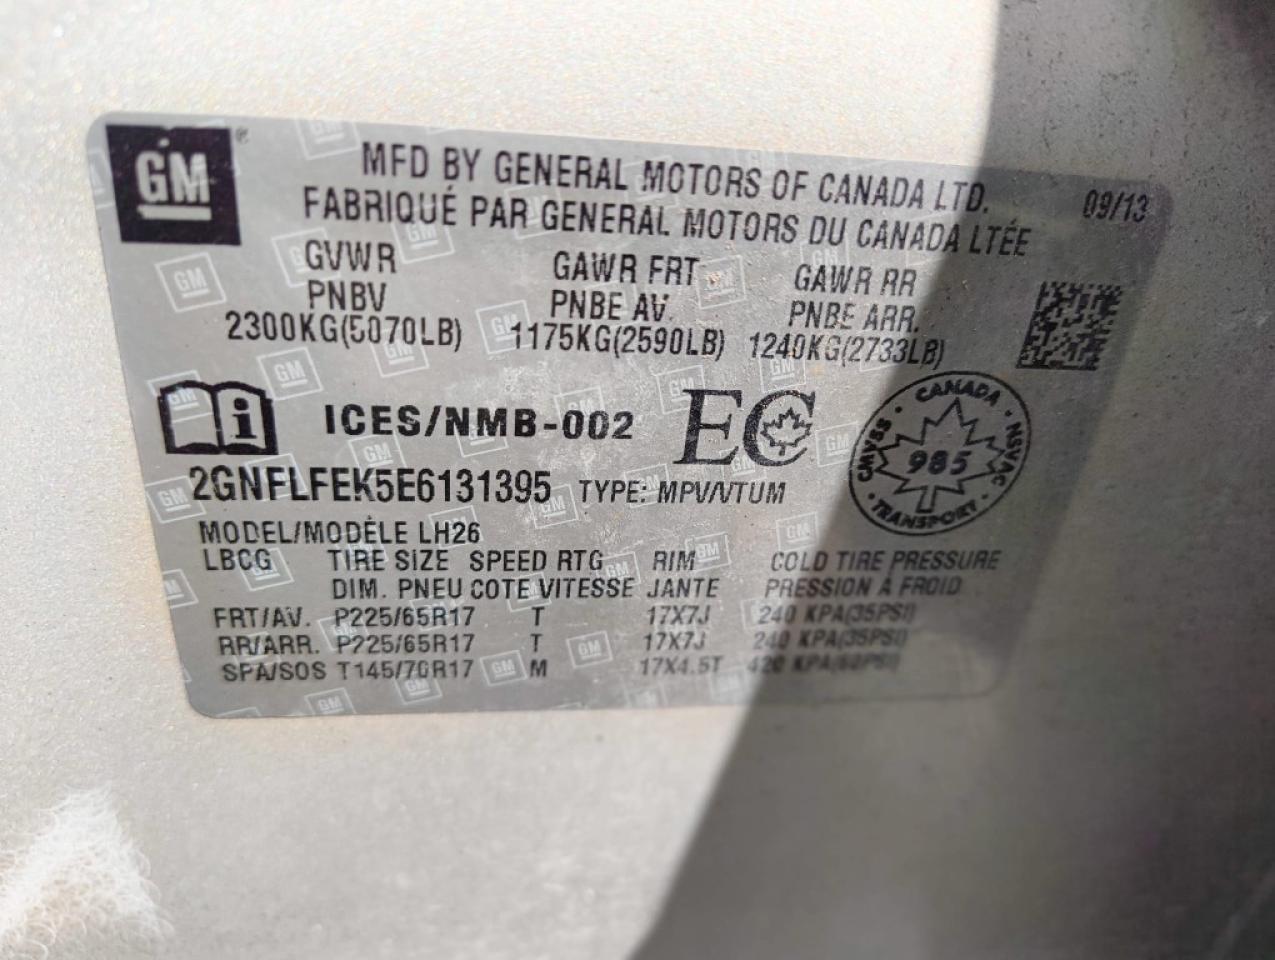 GM ®
MFD BY GENERAL MOTORS OF CANADA LTD. 09/13
FABRIQUÉ PAR GENERAL MOTORS DU CANADA LTÉE
GVWR GAWR FRT GAWR RR
PNBV PNBE AV. PNBE ARR.
2300KG(5070LB) 1175KG(2590LB) 1240KG(2733LB)
i ICES/NMB-002 EC
CANADA
CMVSS · 985 · NSVAC
TRANSPORT
2GNFLFEK5E6131395 TYPE: MPV/VTUM
MODEL/MODÈLE LH26
LBCG TIRE SIZE SPEED RTG RIM COLD TIRE PRESSURE
DIM. PNEU COTE VITESSE JANTE PRESSION À FROID
FRT/AV. P225/65R17 T 17X7J 240 KPA(35PSI)
RR/ARR. P225/65R17 T 17X7J 240 KPA(35PSI)
SPA/SOS T145/70R17 M 17X4.5T 420 KPA(60PSI)